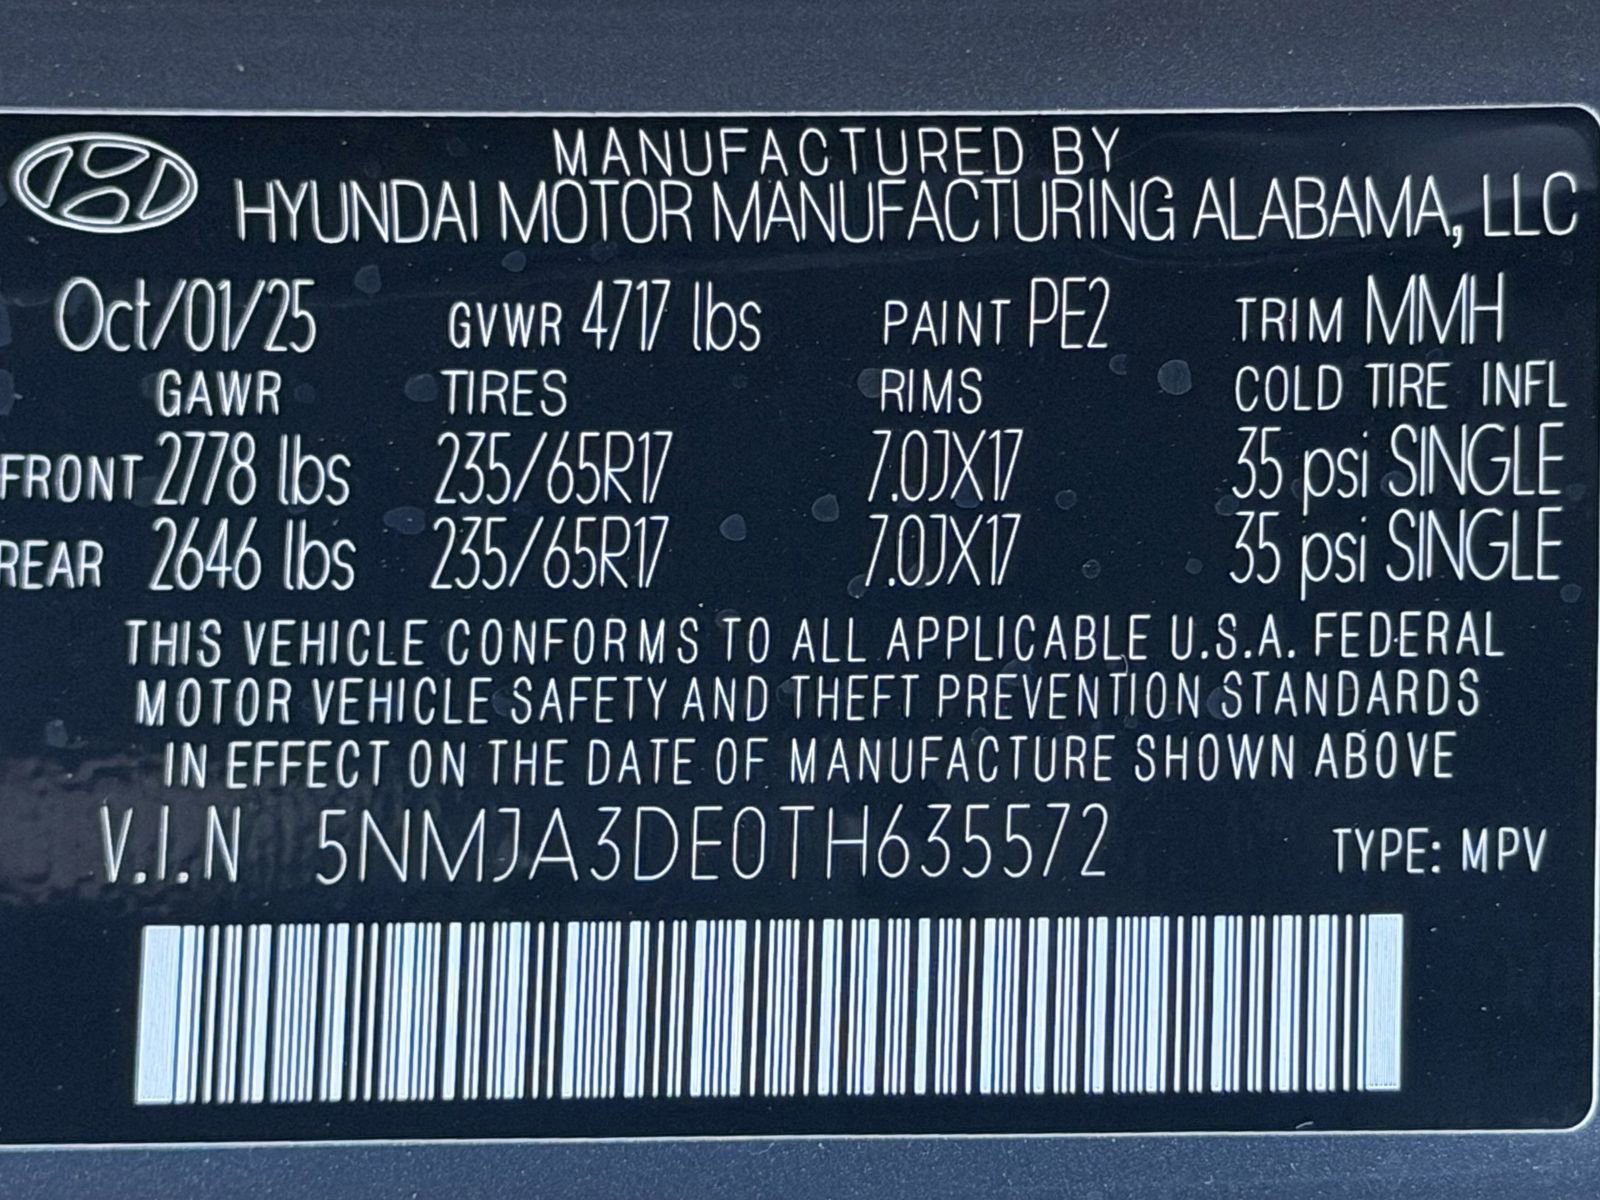 MANUFACTURED BY
HYUNDAI MOTOR MANUFACTURING ALABAMA, LLC
Oct/01/25 GVWR 4717 lbs PAINT PE2 TRIM MMH
GAWR TIRES RIMS COLD TIRE INFL
FRONT 2778 lbs 235/65R17 7.0JX17 35 psi SINGLE
REAR 2646 lbs 235/65R17 7.0JX17 35 psi SINGLE
THIS VEHICLE CONFORMS TO ALL APPLICABLE U.S.A. FEDERAL
MOTOR VEHICLE SAFETY AND THEFT PREVENTION STANDARDS
IN EFFECT ON THE DATE OF MANUFACTURE SHOWN ABOVE
V.I.N 5NMJA3DE0TH635572 TYPE: MPV